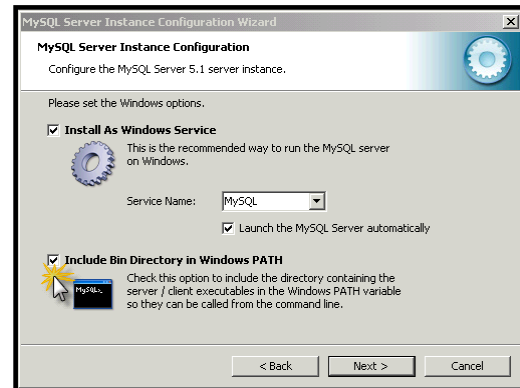 MySQL Server Instance Configuration Wizard
MySQL Server Instance Configuration
Configure the MySQL Server 5.1 server instance.
Please set the Windows options.
Install As Windows Service
This is the recommended way to run the MySQL server
on Windows.
Service Name:
MySQL
Launch the MySQL Server automatically
Include Bin Directory in Windows PATH
Check this option to include the directory containing the
server / client executables in the Windows PATH variable
so they can be called from the command line.
MySQL>_
< Back
Next >
Cancel